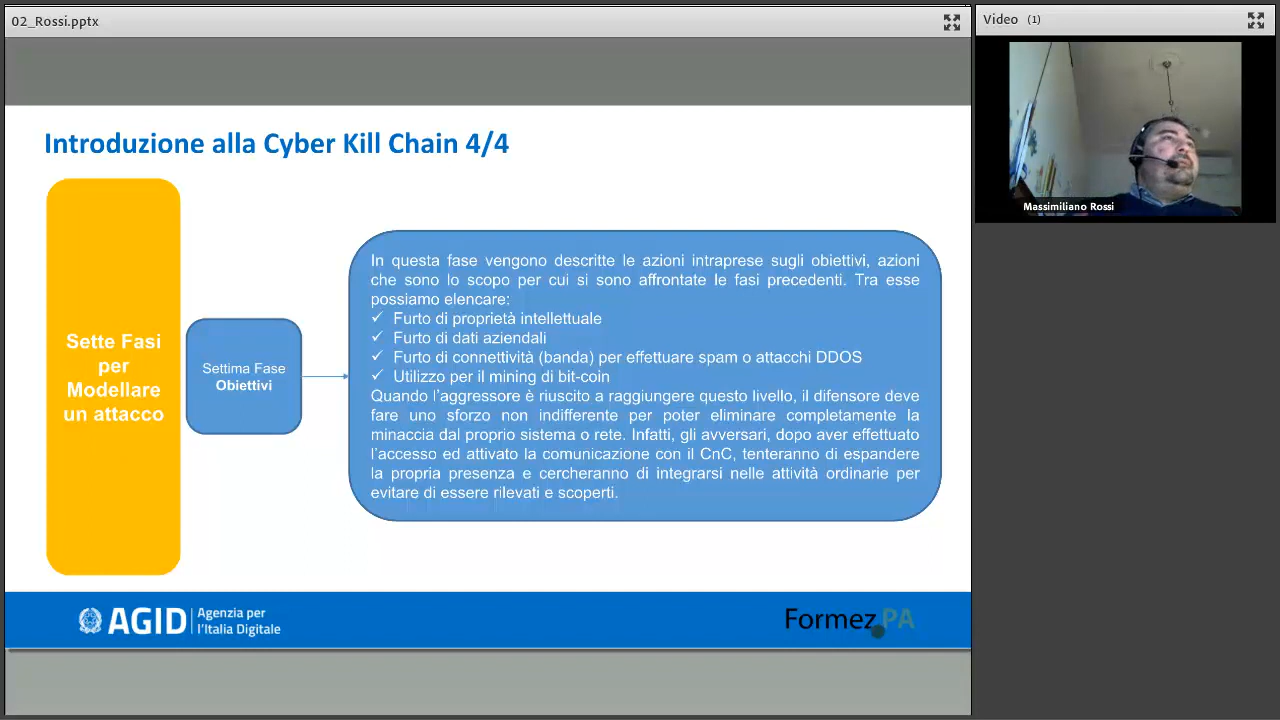 02_Rossi.pptx
Video (1)
Massimiliano Rossi
Introduzione alla Cyber Kill Chain 4/4
Sette Fasi
per
Modellare
un attacco
Settima Fase
Obiettivi
In questa fase vengono descritte le azioni intraprese sugli obiettivi, azioni
che sono lo scopo per cui si sono affrontate le fasi precedenti. Tra esse
possiamo elencare:
✓ Furto di proprietà intellettuale
✓ Furto di dati aziendali
✓ Furto di connettività (banda) per effettuare spam o attacchi DDOS
✓ Utilizzo per il mining di bit-coin
Quando l'aggressore è riuscito a raggiungere questo livello, il difensore deve
fare uno sforzo non indifferente per poter eliminare completamente la
minaccia dal proprio sistema o rete. Infatti, gli avversari, dopo aver effettuato
l'accesso ed attivato la comunicazione con il CnC, tenteranno di espandere
la propria presenza e cercheranno di integrarsi nelle attività ordinarie per
evitare di essere rilevati e scoperti.
AGID
Agenzia per
l'Italia Digitale
Formez PA